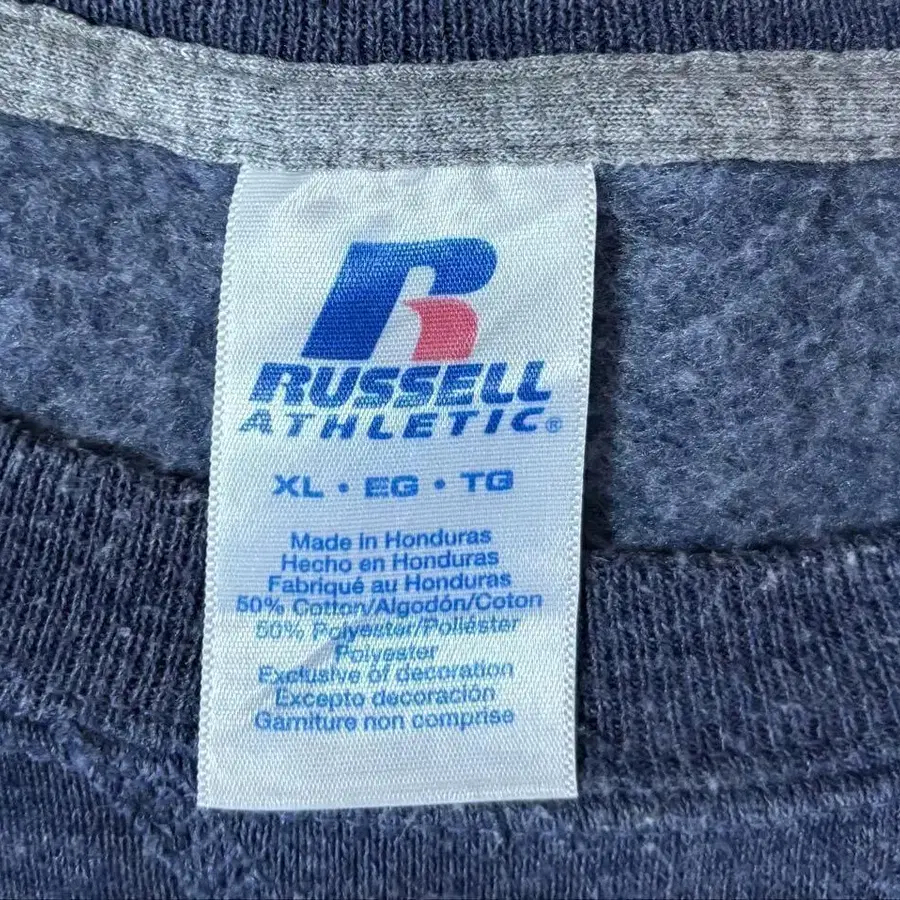 R
RUSSELL
ATHLETIC®
XL • EG • TG
Made in Honduras
Hecho en Honduras
Fabriqué au Honduras
50% Cotton/Algodón/Coton
50% Polyester/Poliéster
Polyester
Exclusive of decoration
Excepto decoración
Garniture non comprise